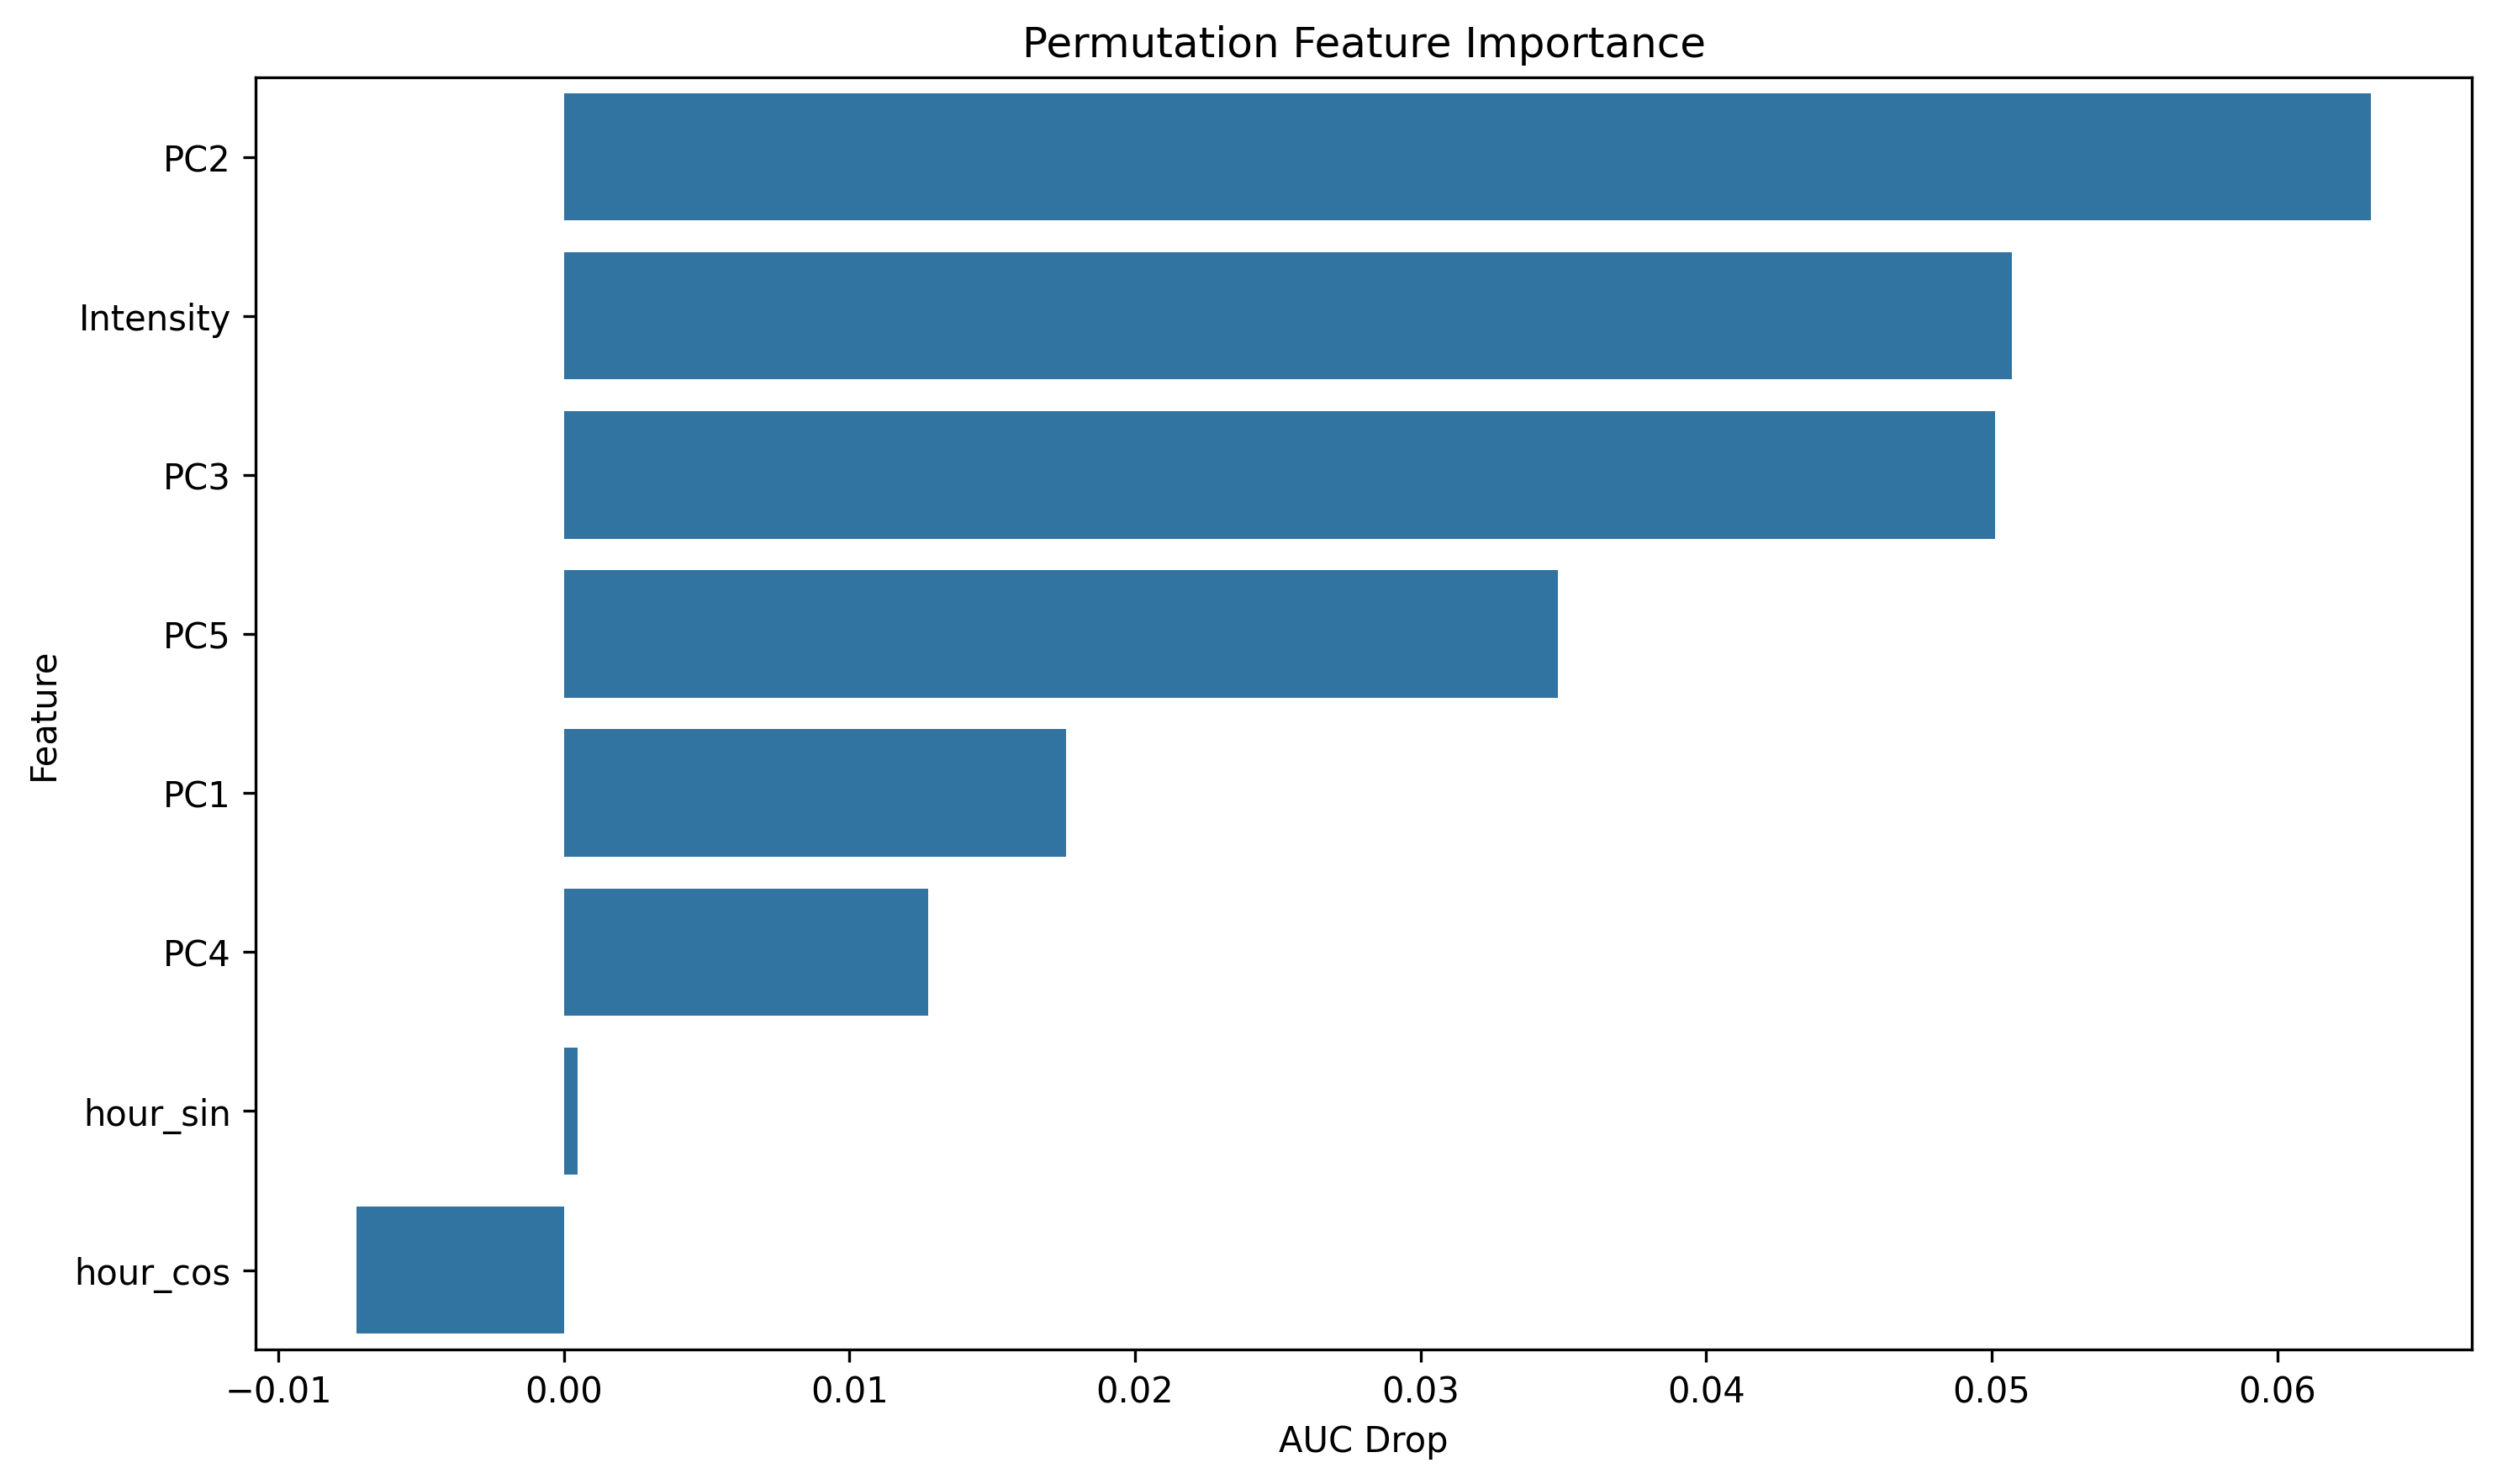 Permutation Feature Importance
PC2
Intensity
PC3
PC5
PC1
PC4
hour_sin
hour_cos
Feature
−0.01 0.00 0.01 0.02 0.03 0.04 0.05 0.06
AUC Drop